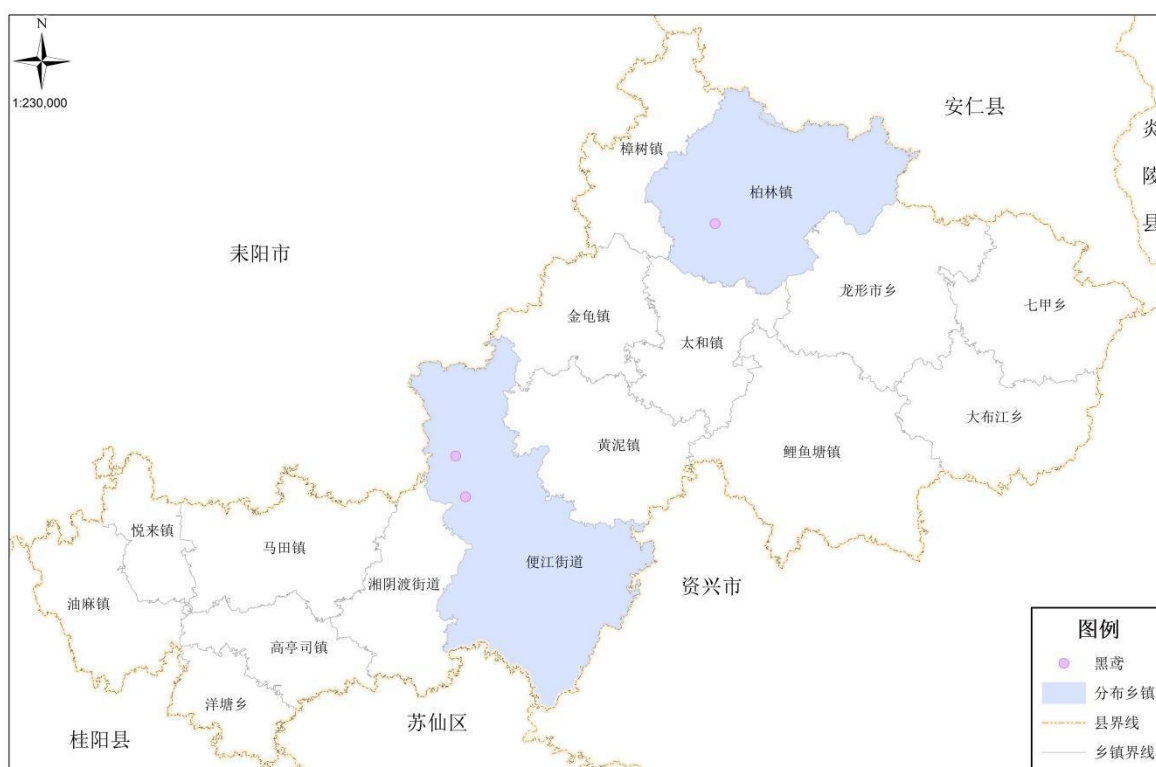 N
1:230,000
安仁县
炎
陵
县
樟树镇
柏林镇
耒阳市
龙形市乡
七甲乡
金龟镇
太和镇
大布江乡
黄泥镇
鲤鱼塘镇
悦来镇
马田镇
便江街道
湘阴渡街道
资兴市
油麻镇
高亭司镇
洋塘乡
苏仙区
桂阳县
图例
黑鸢
分布乡镇
县界线
乡镇界线